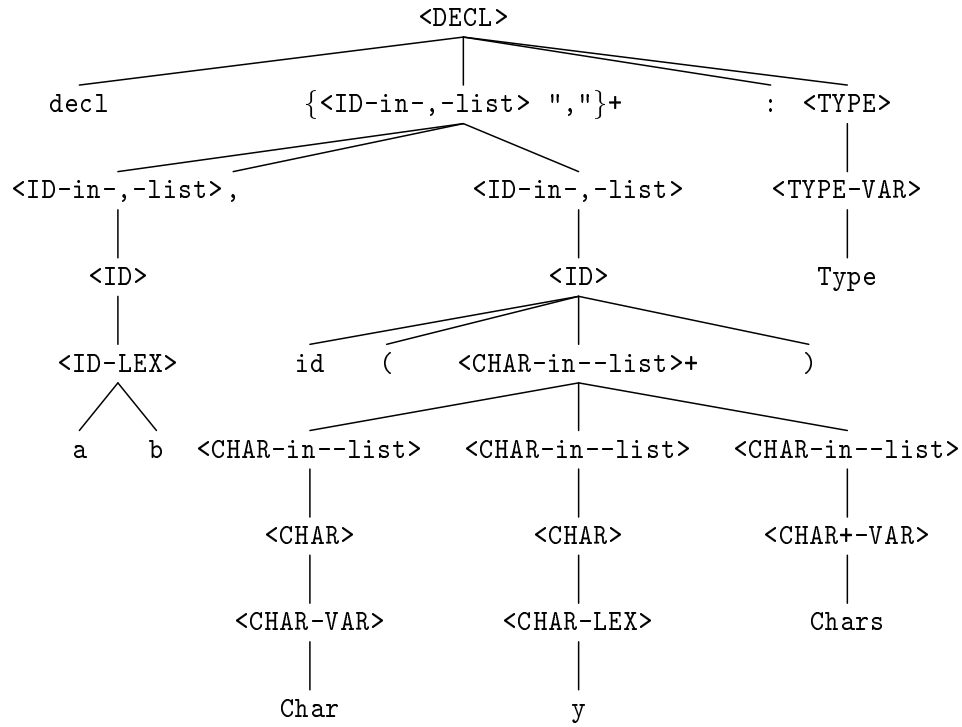 <DECL>
decl {<ID-in-,-list> ","}+ : <TYPE>
<ID-in-,-list> , <ID-in-,-list> <TYPE-VAR>
<ID> <ID> Type
<ID-LEX> id ( <CHAR-in--list>+ )
a b <CHAR-in--list> <CHAR-in--list> <CHAR-in--list>
<CHAR> <CHAR> <CHAR+-VAR>
<CHAR-VAR> <CHAR-LEX> Chars
Char y